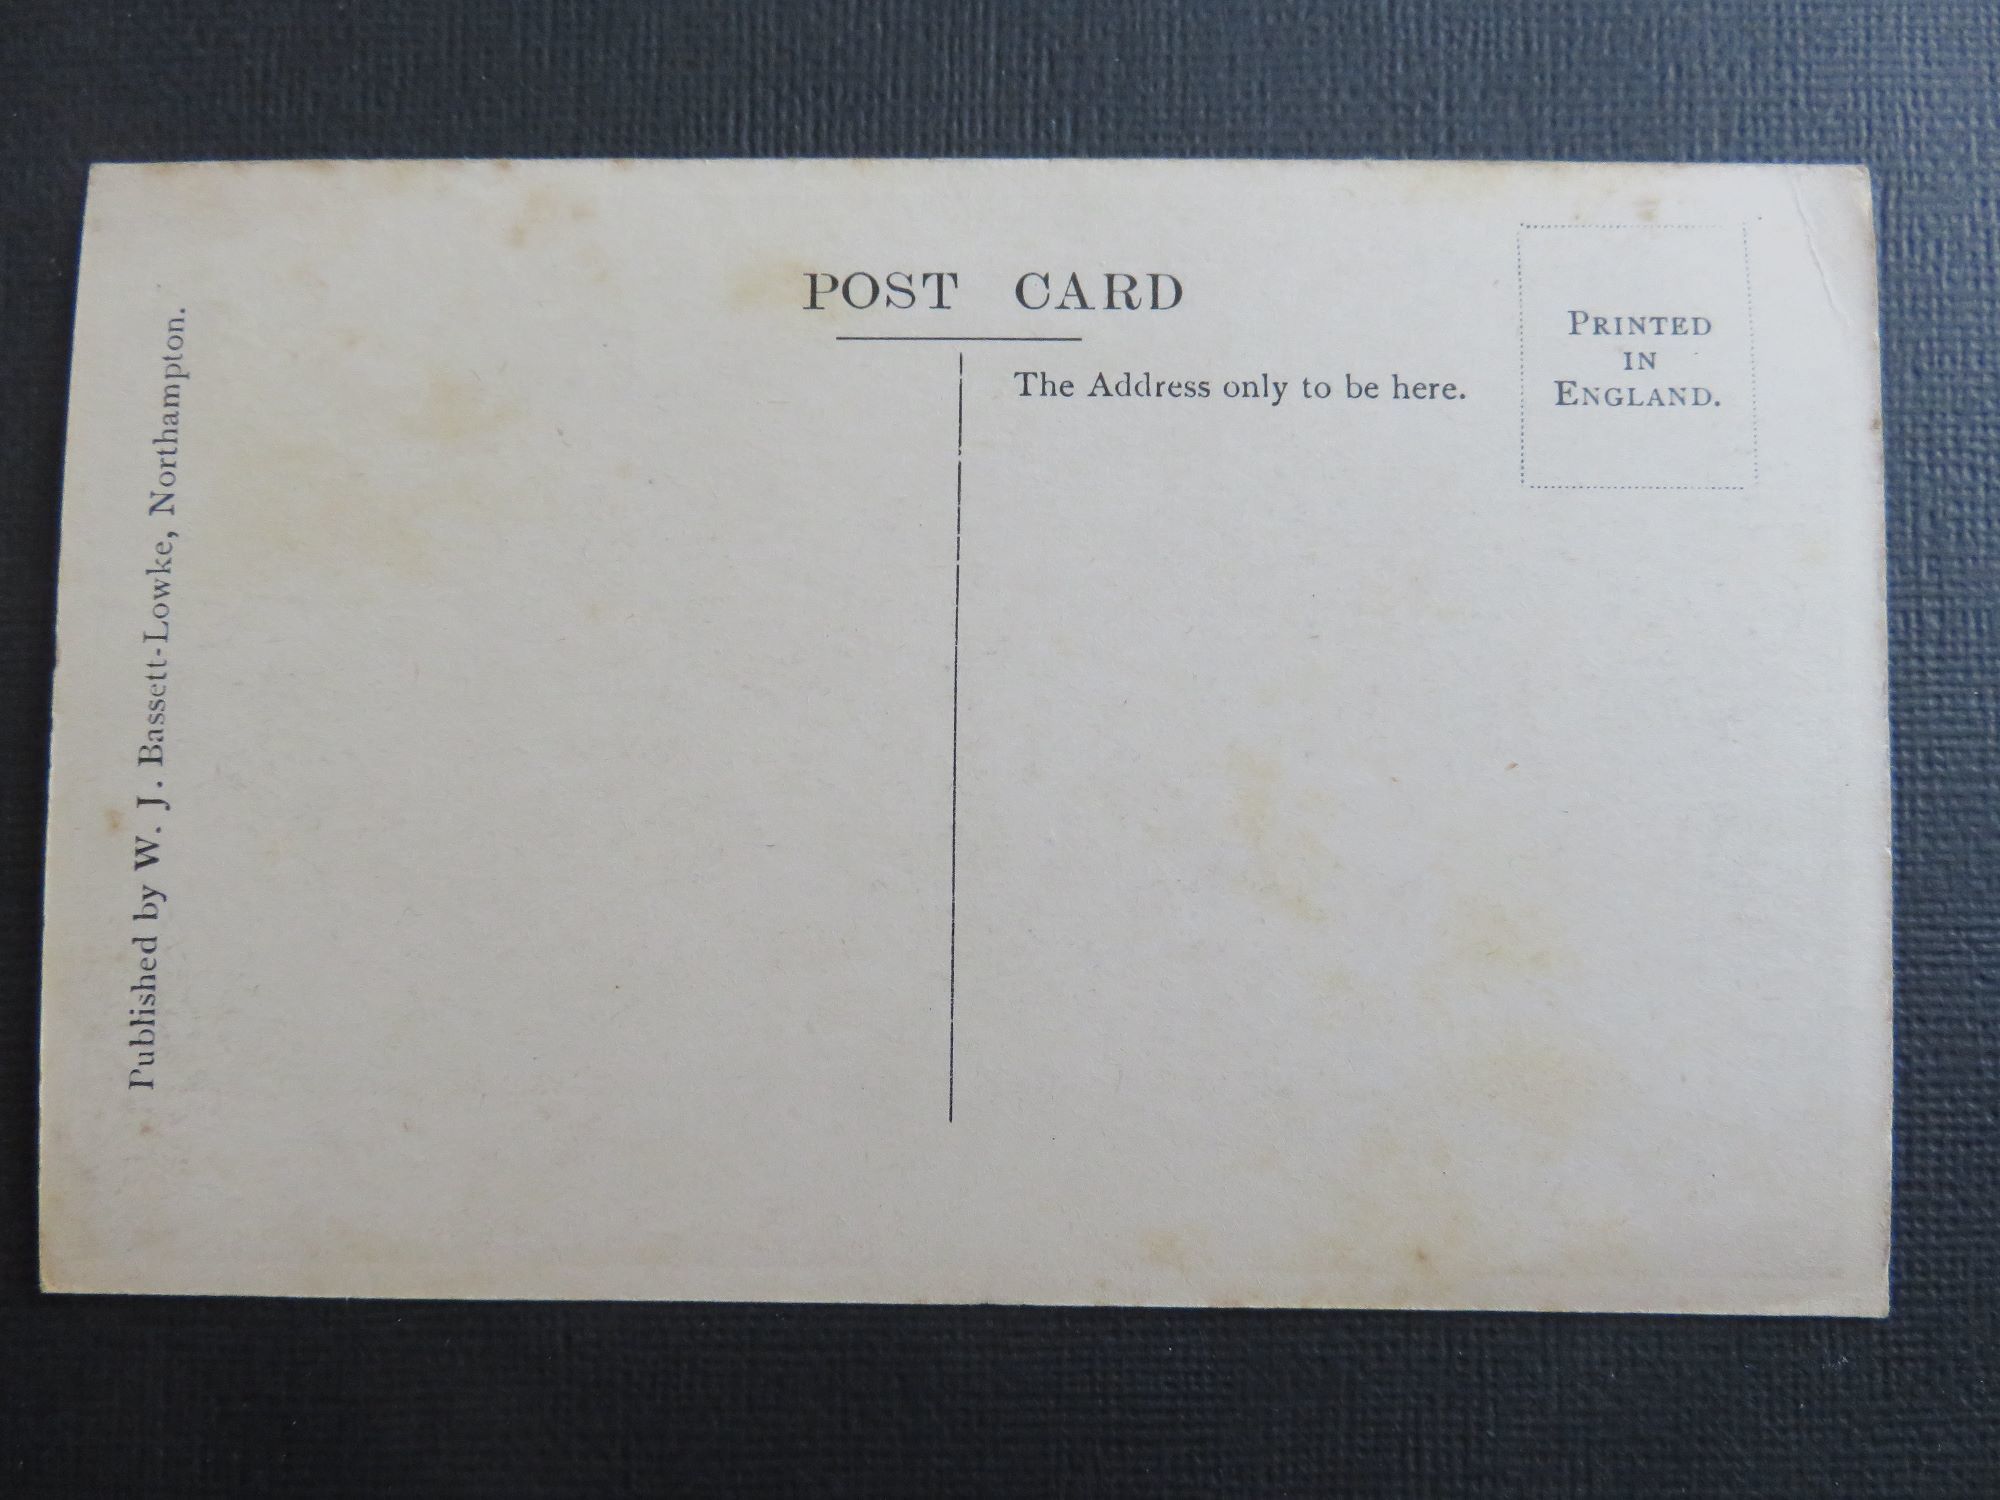 POST CARD
The Address only to be here.
PRINTED
IN
ENGLAND.
Published by W. J. Bassett-Lowke, Northampton.